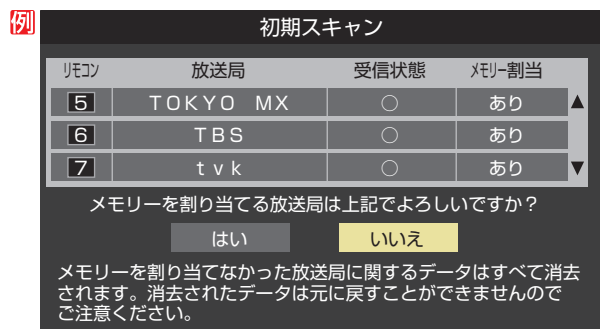 例
初期スキャン
リモコン 放送局 受信状態 メモリー割当
5 TOKYO MX ○ あり ▲
6 TBS ○ あり
7 tvk ○ あり ▼
メモリーを割り当てる放送局は上記でよろしいですか？
はい いいえ
メモリーを割り当てなかった放送局に関するデータはすべて消去
されます。消去されたデータは元に戻すことができませんので
ご注意ください。